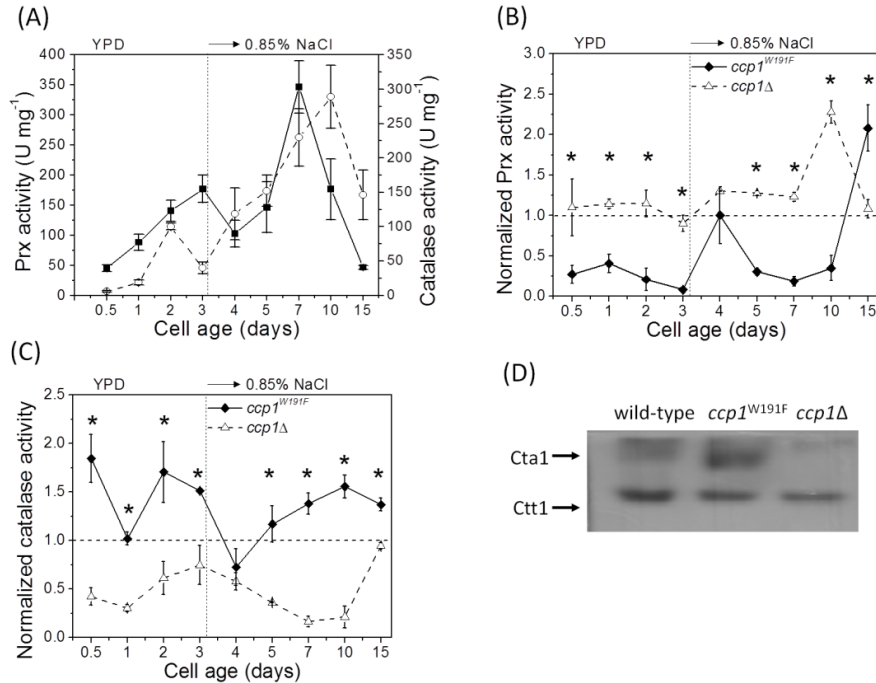 (A)
YPD → 0.85% NaCl
Prx activity (U mg⁻¹)
400
350
300
250
200
150
100
50
0
Catalase activity (U mg⁻¹)
350
300
250
200
150
100
50
0
0.5 1 2 3 4 5 7 10 15
Cell age (days)
(B)
YPD → 0.85% NaCl
ccp1^W191F
ccp1Δ
Normalized Prx activity
3.0
2.5
2.0
1.5
1.0
0.5
0.0
* * * * * * * *
0.5 1 2 3 4 5 7 10 15
Cell age (days)
(C)
YPD → 0.85% NaCl
ccp1^W191F
ccp1Δ
Normalized catalase activity
2.5
2.0
1.5
1.0
0.5
0.0
* * * * * * * * *
0.5 1 2 3 4 5 7 10 15
Cell age (days)
(D)
wild-type ccp1^W191F ccp1Δ
Cta1 →
Ctt1 →